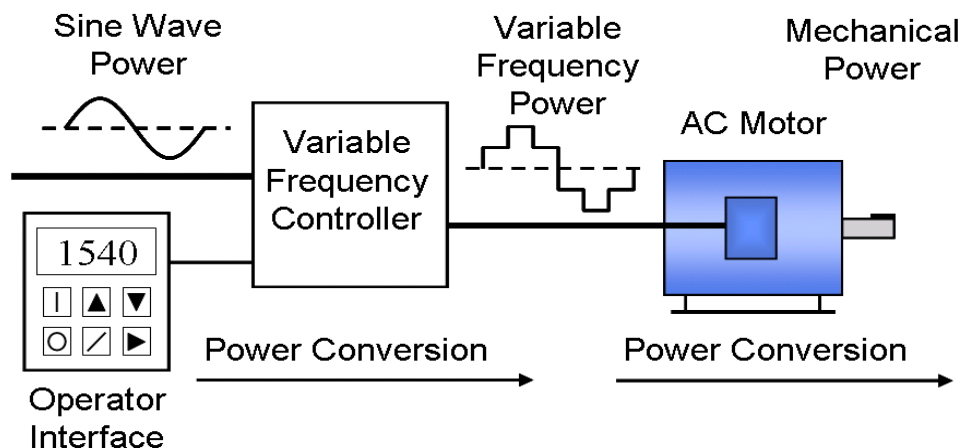 Sine Wave
Power
Variable
Frequency
Power
Mechanical
Power
AC Motor
Variable
Frequency
Controller
1540
Power Conversion
Power Conversion
Operator
Interface